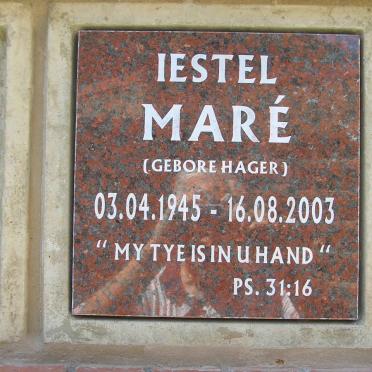 IESTEL
MARÉ
(GEBORE HAGER)
03.04.1945 - 16.08.2003
“ MY TYE IS IN U HAND “
PS. 31:16